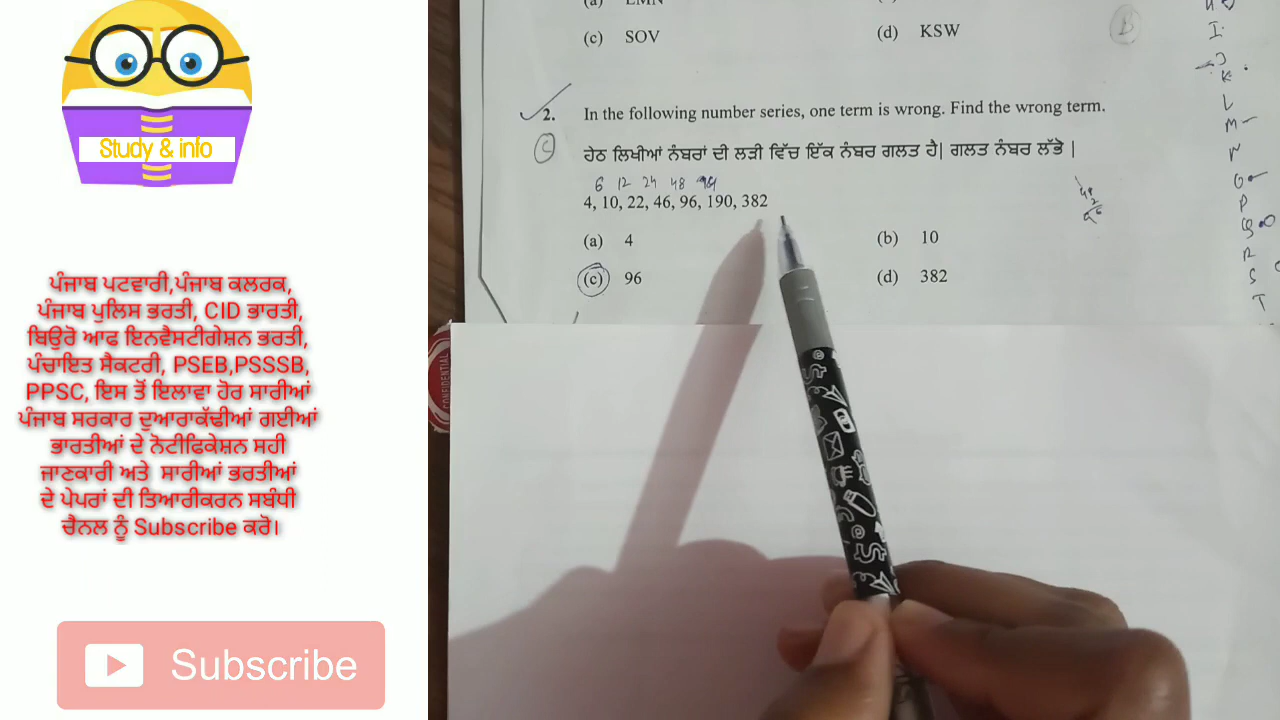 Study & info
ਪੰਜਾਬ ਪਟਵਾਰੀ,ਪੰਜਾਬ ਕਲਰਕ,
ਪੰਜਾਬ ਪੁਲਿਸ ਭਰਤੀ, CID ਭਾਰਤੀ,
ਬਿਉਰੋ ਆਫ ਇਨਵੈਸਟੀਗੇਸ਼ਨ ਭਰਤੀ,
ਪੰਚਾਇਤ ਸੈਕਟਰੀ, PSEB,PSSSB,
PPSC, ਇਸ ਤੋਂ ਇਲਾਵਾ ਹੋਰ ਸਾਰੀਆਂ
ਪੰਜਾਬ ਸਰਕਾਰ ਦੁਆਰਾਕੱਢੀਆਂ ਗਈਆਂ
ਭਾਰਤੀਆਂ ਦੇ ਨੋਟੀਫਿਕੇਸ਼ਨ ਸਹੀ
ਜਾਣਕਾਰੀ ਅਤੇ ਸਾਰੀਆਂ ਭਰਤੀਆਂ
ਦੇ ਪੇਪਰਾਂ ਦੀ ਤਿਆਰੀਕਰਨ ਸਬੰਧੀ
ਚੈਨਲ ਨੂੰ Subscribe ਕਰੋ।
Subscribe
(a) EMN
(c) SOV
(d) KSW
2. In the following number series, one term is wrong. Find the wrong term.
ਹੇਠ ਲਿਖੀਆਂ ਨੰਬਰਾਂ ਦੀ ਲੜੀ ਵਿੱਚ ਇੱਕ ਨੰਬਰ ਗਲਤ ਹੈ| ਗਲਤ ਨੰਬਰ ਲੱਭੋ |
6 12 24 48
4, 10, 22, 46, 96, 190, 382
(a) 4
(b) 10
(c) 96
(d) 382
CONFIDENTIAL
I
J
K
L
M
N
O
P
Q
R
S
T